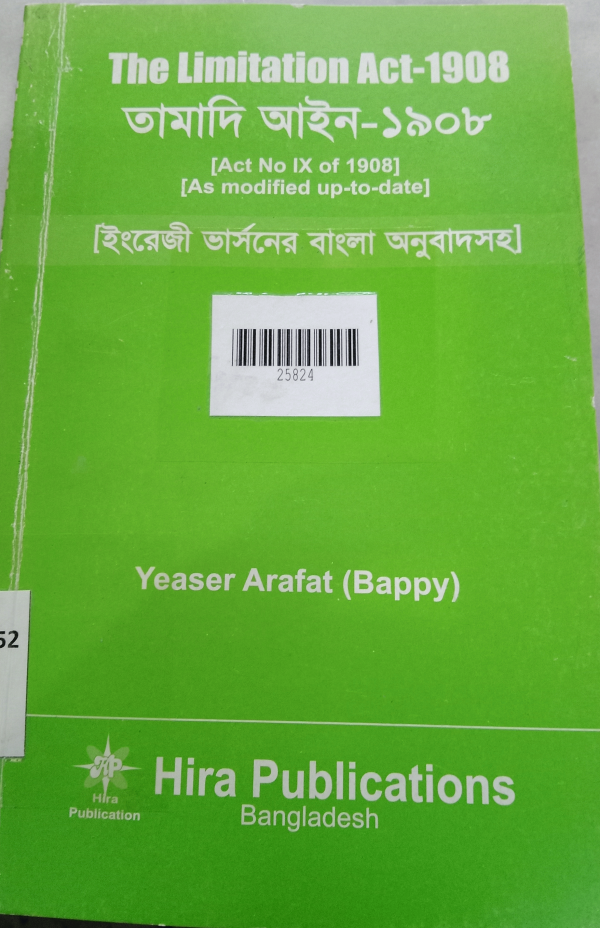 The Limitation Act-1908
তামাদি আইন-১৯০৮
[Act No IX of 1908]
[As modified up-to-date]
[ইংরেজী ভার্সনের বাংলা অনুবাদসহ]
25824
Yeaser Arafat (Bappy)
52
HP
Hira
Publication
Hira Publications
Bangladesh